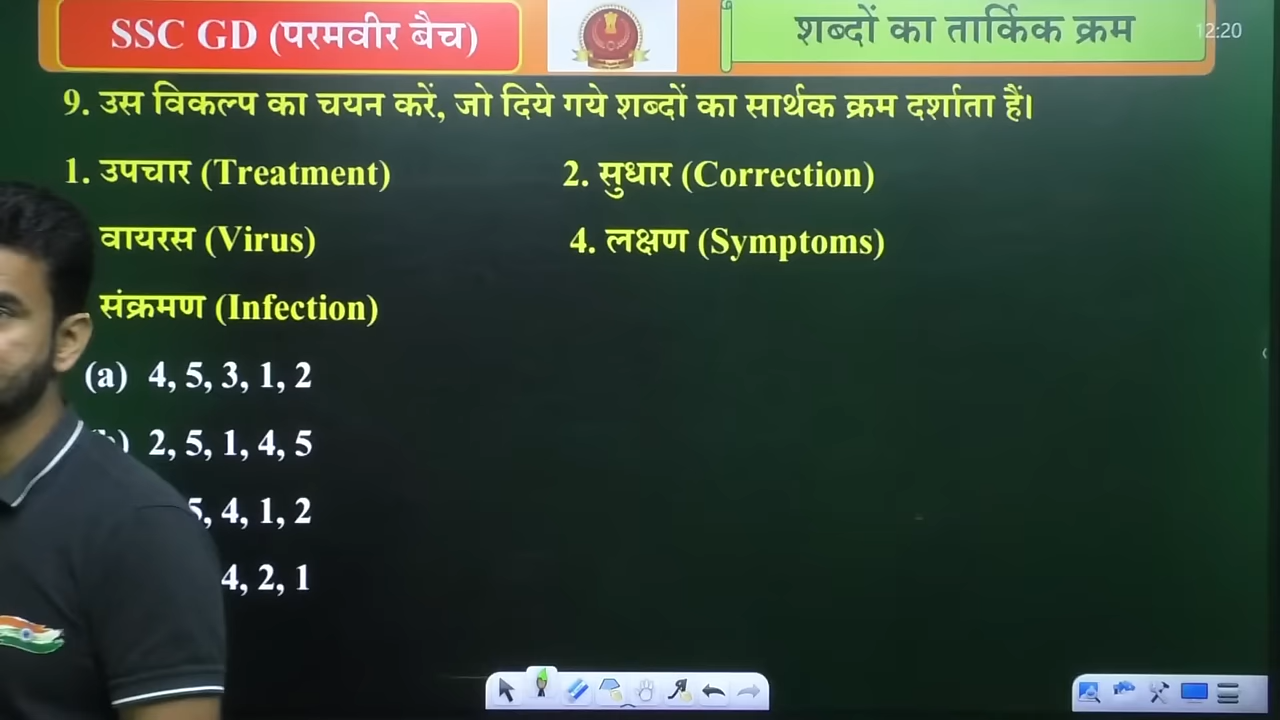 SSC GD (परमवीर बैच)
शब्दों का तार्किक क्रम
12:20
9. उस विकल्प का चयन करें, जो दिये गये शब्दों का सार्थक क्रम दर्शाता हैं।
1. उपचार (Treatment) 2. सुधार (Correction)
वायरस (Virus) 4. लक्षण (Symptoms)
संक्रमण (Infection)
(a) 4, 5, 3, 1, 2
) 2, 5, 1, 4, 5
5, 4, 1, 2
4, 2, 1